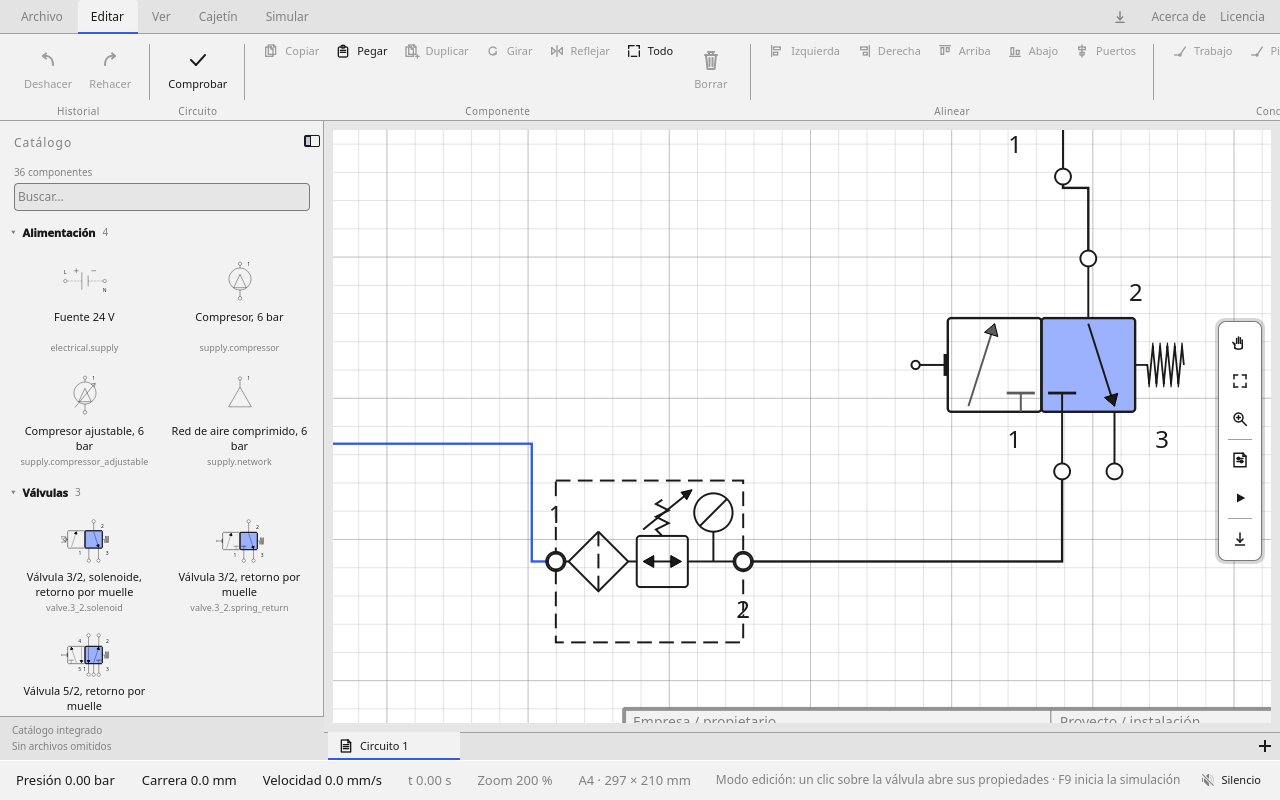 Archivo Editar Ver Cajetín Simular Acerca de Licencia
Copiar Pegar Duplicar Girar Reflejar Todo Izquierda Derecha Arriba Abajo Puertos Trabajo
Deshacer Rehacer Comprobar Borrar
Historial Circuito Componente Alinear
Catálogo
36 componentes
Buscar...
Alimentación 4
Fuente 24 V
electrical.supply
Compresor, 6 bar
supply.compressor
Compresor ajustable, 6
bar
supply.compressor_adjustable
Red de aire comprimido, 6
bar
supply.network
Válvulas 3
Válvula 3/2, solenoide,
retorno por muelle
valve.3_2.solenoid
Válvula 3/2, retorno por
muelle
valve.3_2.spring_return
Válvula 5/2, retorno por
muelle
Catálogo integrado
Sin archivos omitidos
1
2
1
3
1
2
Empresa / propietario Proyecto / instalación
Circuito 1
Presión 0.00 bar Carrera 0.0 mm Velocidad 0.0 mm/s t 0.00 s Zoom 200 % A4 · 297 × 210 mm Modo edición: un clic sobre la válvula abre sus propiedades · F9 inicia la simulación Silencio